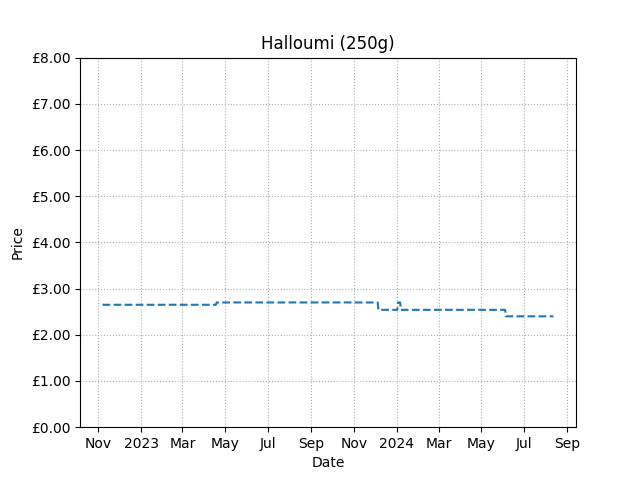 Halloumi (250g)
£8.00
£7.00
£6.00
£5.00
£4.00
£3.00
£2.00
£1.00
£0.00
Price
Nov 2023 Mar May Jul Sep Nov 2024 Mar May Jul Sep
Date